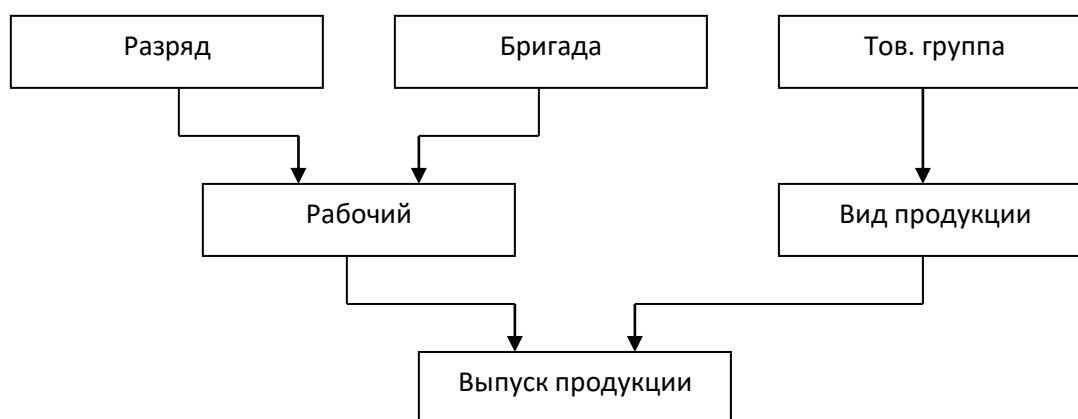 Разряд
Бригада
Тов. группа
Рабочий
Вид продукции
Выпуск продукции